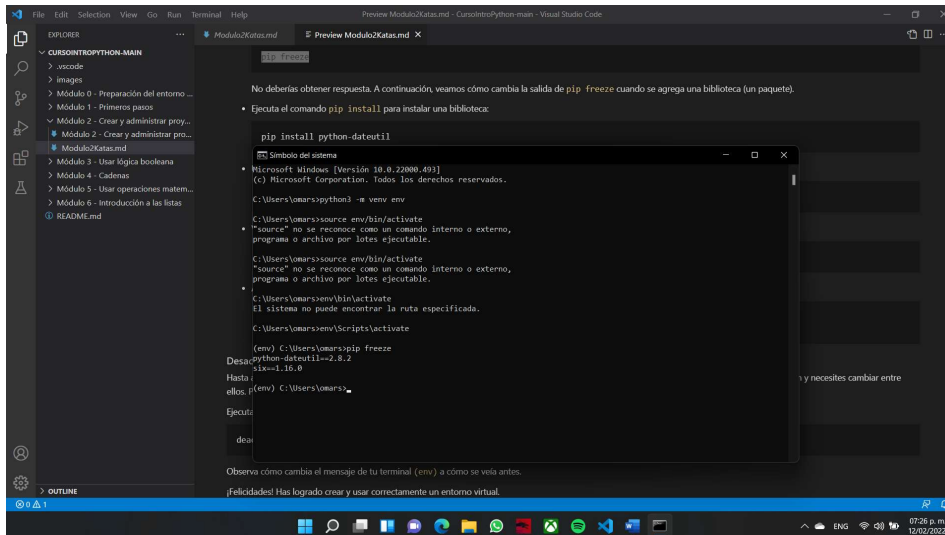 File Edit Selection View Go Run Terminal Help
Preview Modulo2Katas.md - CursoIntroPython-main - Visual Studio Code
EXPLORER
Modulo2Katas.md
Preview Modulo2Katas.md
CURSOINTROPYTHON-MAIN
.vscode
images
Módulo 0 - Preparación del entorno ...
Módulo 1 - Primeros pasos
Módulo 2 - Crear y administrar proy...
Módulo 2 - Crear y administrar pro...
Modulo2Katas.md
Módulo 3 - Usar lógica booleana
Módulo 4 - Cadenas
Módulo 5 - Usar operaciones matem...
Módulo 6 - Introducción a las listas
README.md
OUTLINE
pip freeze
No deberías obtener respuesta. A continuación, veamos cómo cambia la salida de pip freeze cuando se agrega una biblioteca (un paquete).
• Ejecuta el comando pip install para instalar una biblioteca:
pip install python-dateutil
Símbolo del sistema
Microsoft Windows [Versión 10.0.22000.493]
(c) Microsoft Corporation. Todos los derechos reservados.
C:\Users\omars>python3 -m venv env
C:\Users\omars>source env/bin/activate
"source" no se reconoce como un comando interno o externo,
programa o archivo por lotes ejecutable.
C:\Users\omars>source env/bin/activate
"source" no se reconoce como un comando interno o externo,
programa o archivo por lotes ejecutable.
C:\Users\omars>env\bin\activate
El sistema no puede encontrar la ruta especificada.
C:\Users\omars>env\Scripts\activate
(env) C:\Users\omars>pip freeze
python-dateutil==2.8.2
six==1.16.0
(env) C:\Users\omars>
Desac
Hasta
y necesites cambiar entre
ellos.
Ejecuta
dea
Observa cómo cambia el mensaje de tu terminal (env) a cómo se veía antes.
¡Felicidades! Has logrado crear y usar correctamente un entorno virtual.
0 1
ENG
07:26 p. m.
12/02/2022